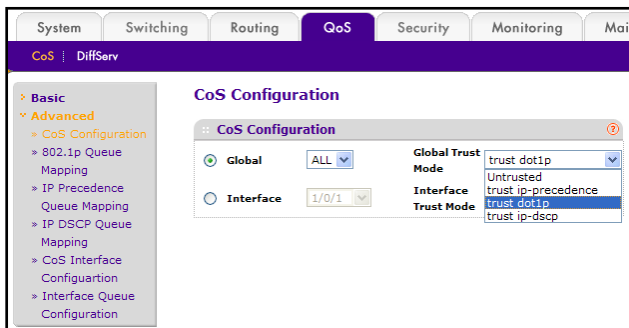 System Switching Routing QoS Security Monitoring Mai
CoS DiffServ
Basic
Advanced
» CoS Configuration
» 802.1p Queue
Mapping
» IP Precedence
Queue Mapping
» IP DSCP Queue
Mapping
» CoS Interface
Configuartion
» Interface Queue
Configuration
CoS Configuration
CoS Configuration ?
Global ALL Global Trust
Mode trust dot1p
Interface 1/0/1 Interface
Trust Mode
Untrusted
trust ip-precedence
trust dot1p
trust ip-dscp